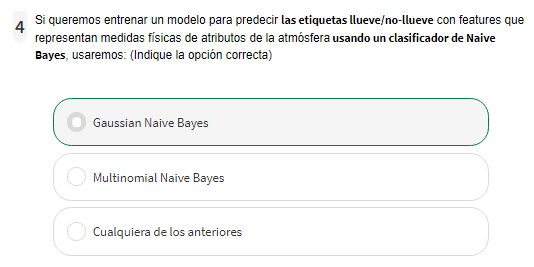 4
Si queremos entrenar un modelo para predecir las etiquetas llueve/no-llueve con features que
representan medidas físicas de atributos de la atmósfera usando un clasificador de Naive
Bayes, usaremos: (Indique la opción correcta)
Gaussian Naive Bayes
Multinomial Naive Bayes
Cualquiera de los anteriores